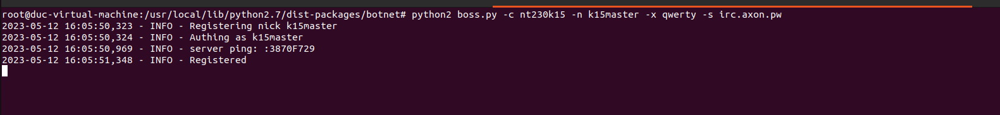 root@duc-virtual-machine:/usr/local/lib/python2.7/dist-packages/botnet# python2 boss.py -c nt230k15 -n k15master -x qwerty -s irc.axon.pw
2023-05-12 16:05:50,323 - INFO - Registering nick k15master
2023-05-12 16:05:50,324 - INFO - Authing as k15master
2023-05-12 16:05:50,969 - INFO - server ping: :3870F729
2023-05-12 16:05:51,348 - INFO - Registered